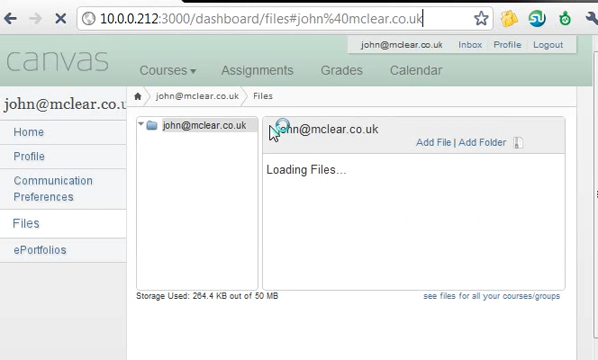 10.0.0.212:3000/dashboard/files#john%40mclear.co.uk
john@mclear.co.uk Inbox Profile Logout
canvas
Courses Assignments Grades Calendar
john@mclear.co.u
john@mclear.co.uk Files
Home
Profile
Communication
Preferences
Files
ePortfolios
john@mclear.co.uk
john@mclear.co.uk
Add File | Add Folder
Loading Files...
Storage Used: 264.4 KB out of 50 MB
see files for all your courses/groups